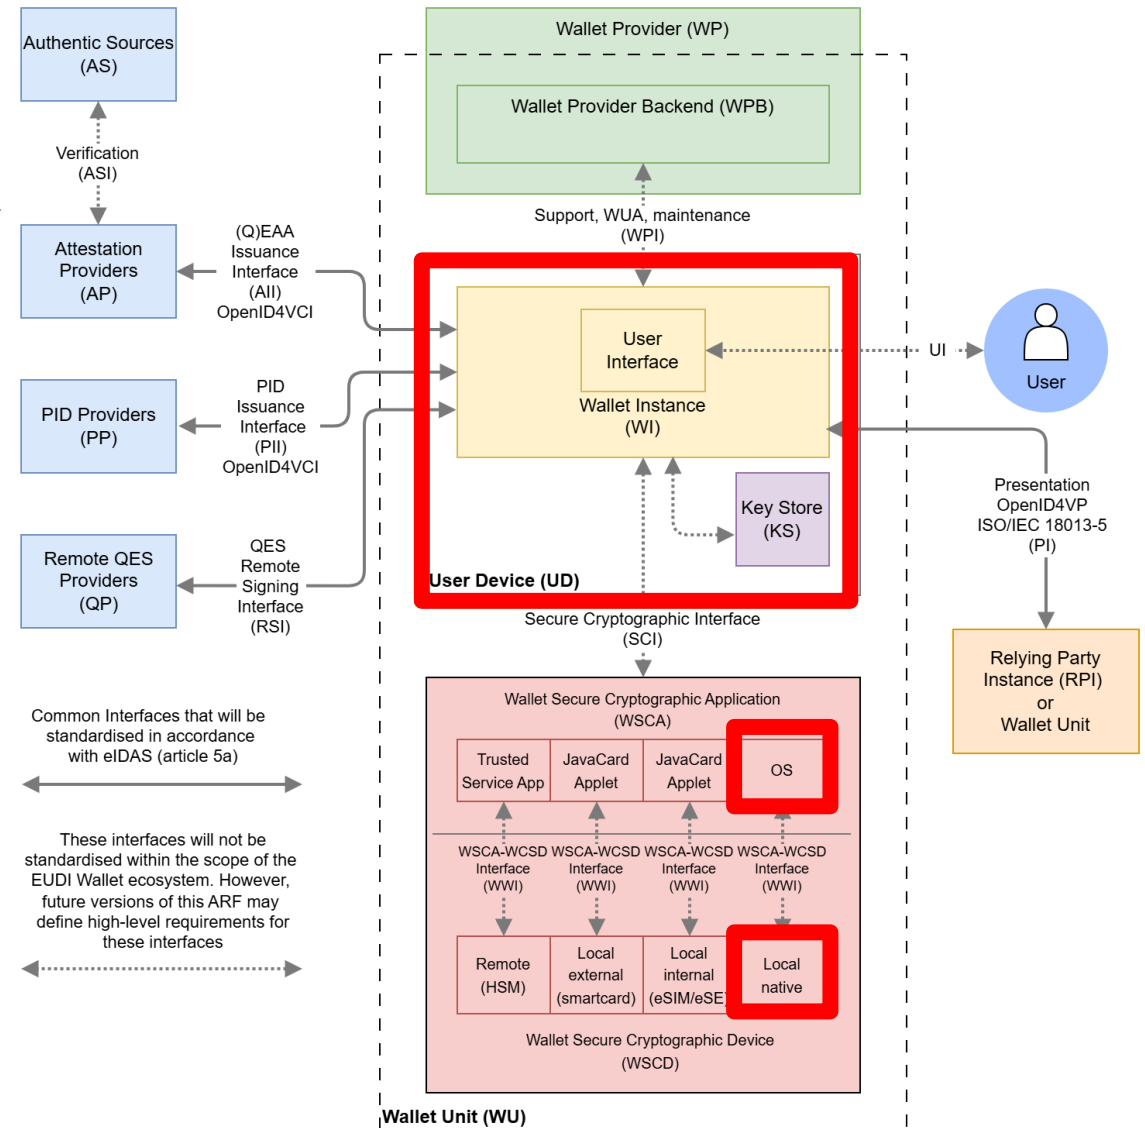 Authentic Sources
(AS)
Verification
(ASI)
Attestation
Providers
(AP)
(Q)EAA
Issuance
Interface
(AII)
OpenID4VCI
PID Providers
(PP)
PID
Issuance
Interface
(PII)
OpenID4VCI
Remote QES
Providers
(QP)
QES
Remote
Signing
Interface
(RSI)
Common Interfaces that will be
standardised in accordance
with eIDAS (article 5a)
These interfaces will not be
standardised within the scope of the
EUDI Wallet ecosystem. However,
future versions of this ARF may
define high-level requirements for
these interfaces
Wallet Provider (WP)
Wallet Provider Backend (WPB)
Support, WUA, maintenance
(WPI)
User
Interface
Wallet Instance
(WI)
Key Store
(KS)
User Device (UD)
Secure Cryptographic Interface
(SCI)
Wallet Secure Cryptographic Application
(WSCA)
Trusted
Service App
JavaCard
Applet
JavaCard
Applet
OS
WSCA-WCSD
Interface
(WWI)
WSCA-WCSD
Interface
(WWI)
WSCA-WCSD
Interface
(WWI)
WSCA-WCSD
Interface
(WWI)
Remote
(HSM)
Local
external
(smartcard)
Local
internal
(eSIM/eSE)
Local
native
Wallet Secure Cryptographic Device
(WSCD)
Wallet Unit (WU)
UI
User
Presentation
OpenID4VP
ISO/IEC 18013-5
(PI)
Relying Party
Instance (RPI)
or
Wallet Unit